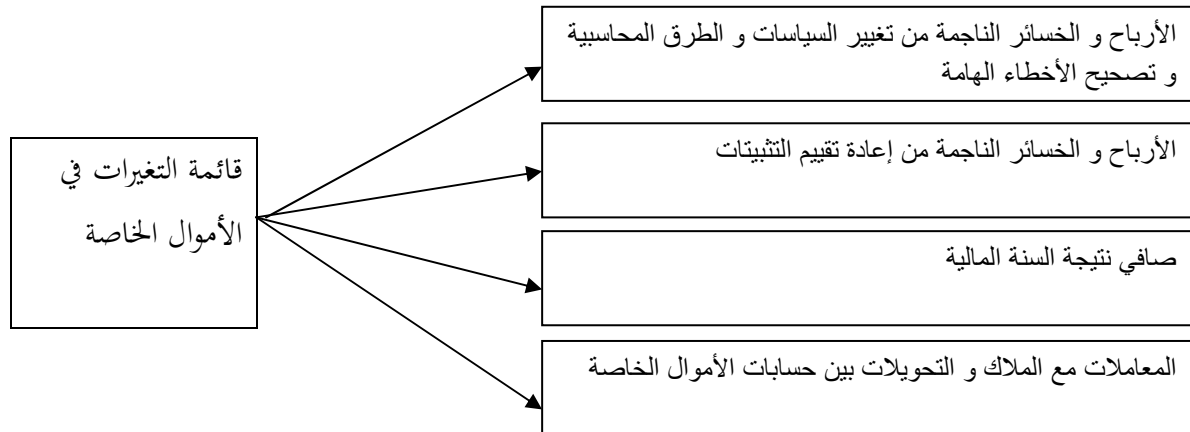 الأرباح و الخسائر الناجمة من تغيير السياسات و الطرق المحاسبية
و تصحيح الأخطاء الهامة
قائمة التغيرات في
الأموال الخاصة
الأرباح و الخسائر الناجمة من إعادة تقييم التثبيتات
صافي نتيجة السنة المالية
المعاملات مع الملاك و التحويلات بين حسابات الأموال الخاصة